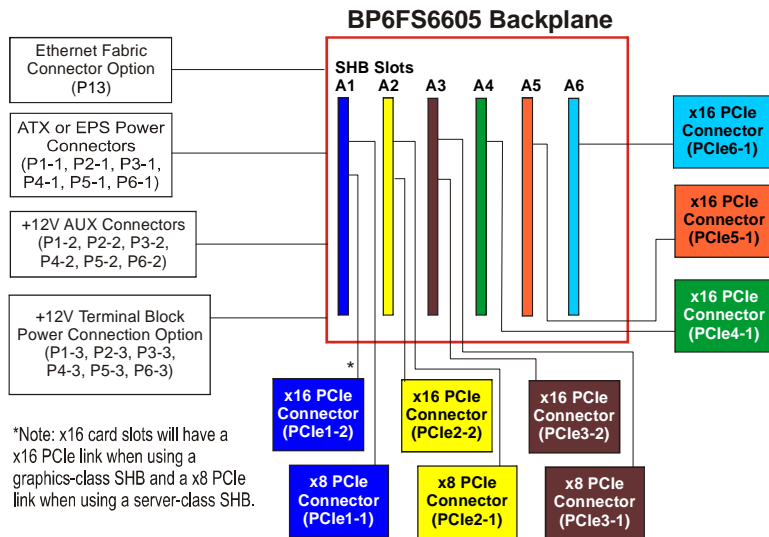 BP6FS6605 Backplane
Ethernet Fabric
Connector Option
(P13)
ATX or EPS Power
Connectors
(P1-1, P2-1, P3-1,
P4-1, P5-1, P6-1)
+12V AUX Connectors
(P1-2, P2-2, P3-2,
P4-2, P5-2, P6-2)
+12V Terminal Block
Power Connection Option
(P1-3, P2-3, P3-3,
P4-3, P5-3, P6-3)
SHB Slots
A1 A2 A3 A4 A5 A6
x16 PCIe
Connector
(PCIe6-1)
x16 PCIe
Connector
(PCIe5-1)
x16 PCIe
Connector
(PCIe4-1)
*
x16 PCIe
Connector
(PCIe1-2)
x16 PCIe
Connector
(PCIe2-2)
x16 PCIe
Connector
(PCIe3-2)
x8 PCIe
Connector
(PCIe1-1)
x8 PCIe
Connector
(PCIe2-1)
x8 PCIe
Connector
(PCIe3-1)
*Note: x16 card slots will have a
x16 PCIe link when using a
graphics-class SHB and a x8 PCIe
link when using a server-class SHB.